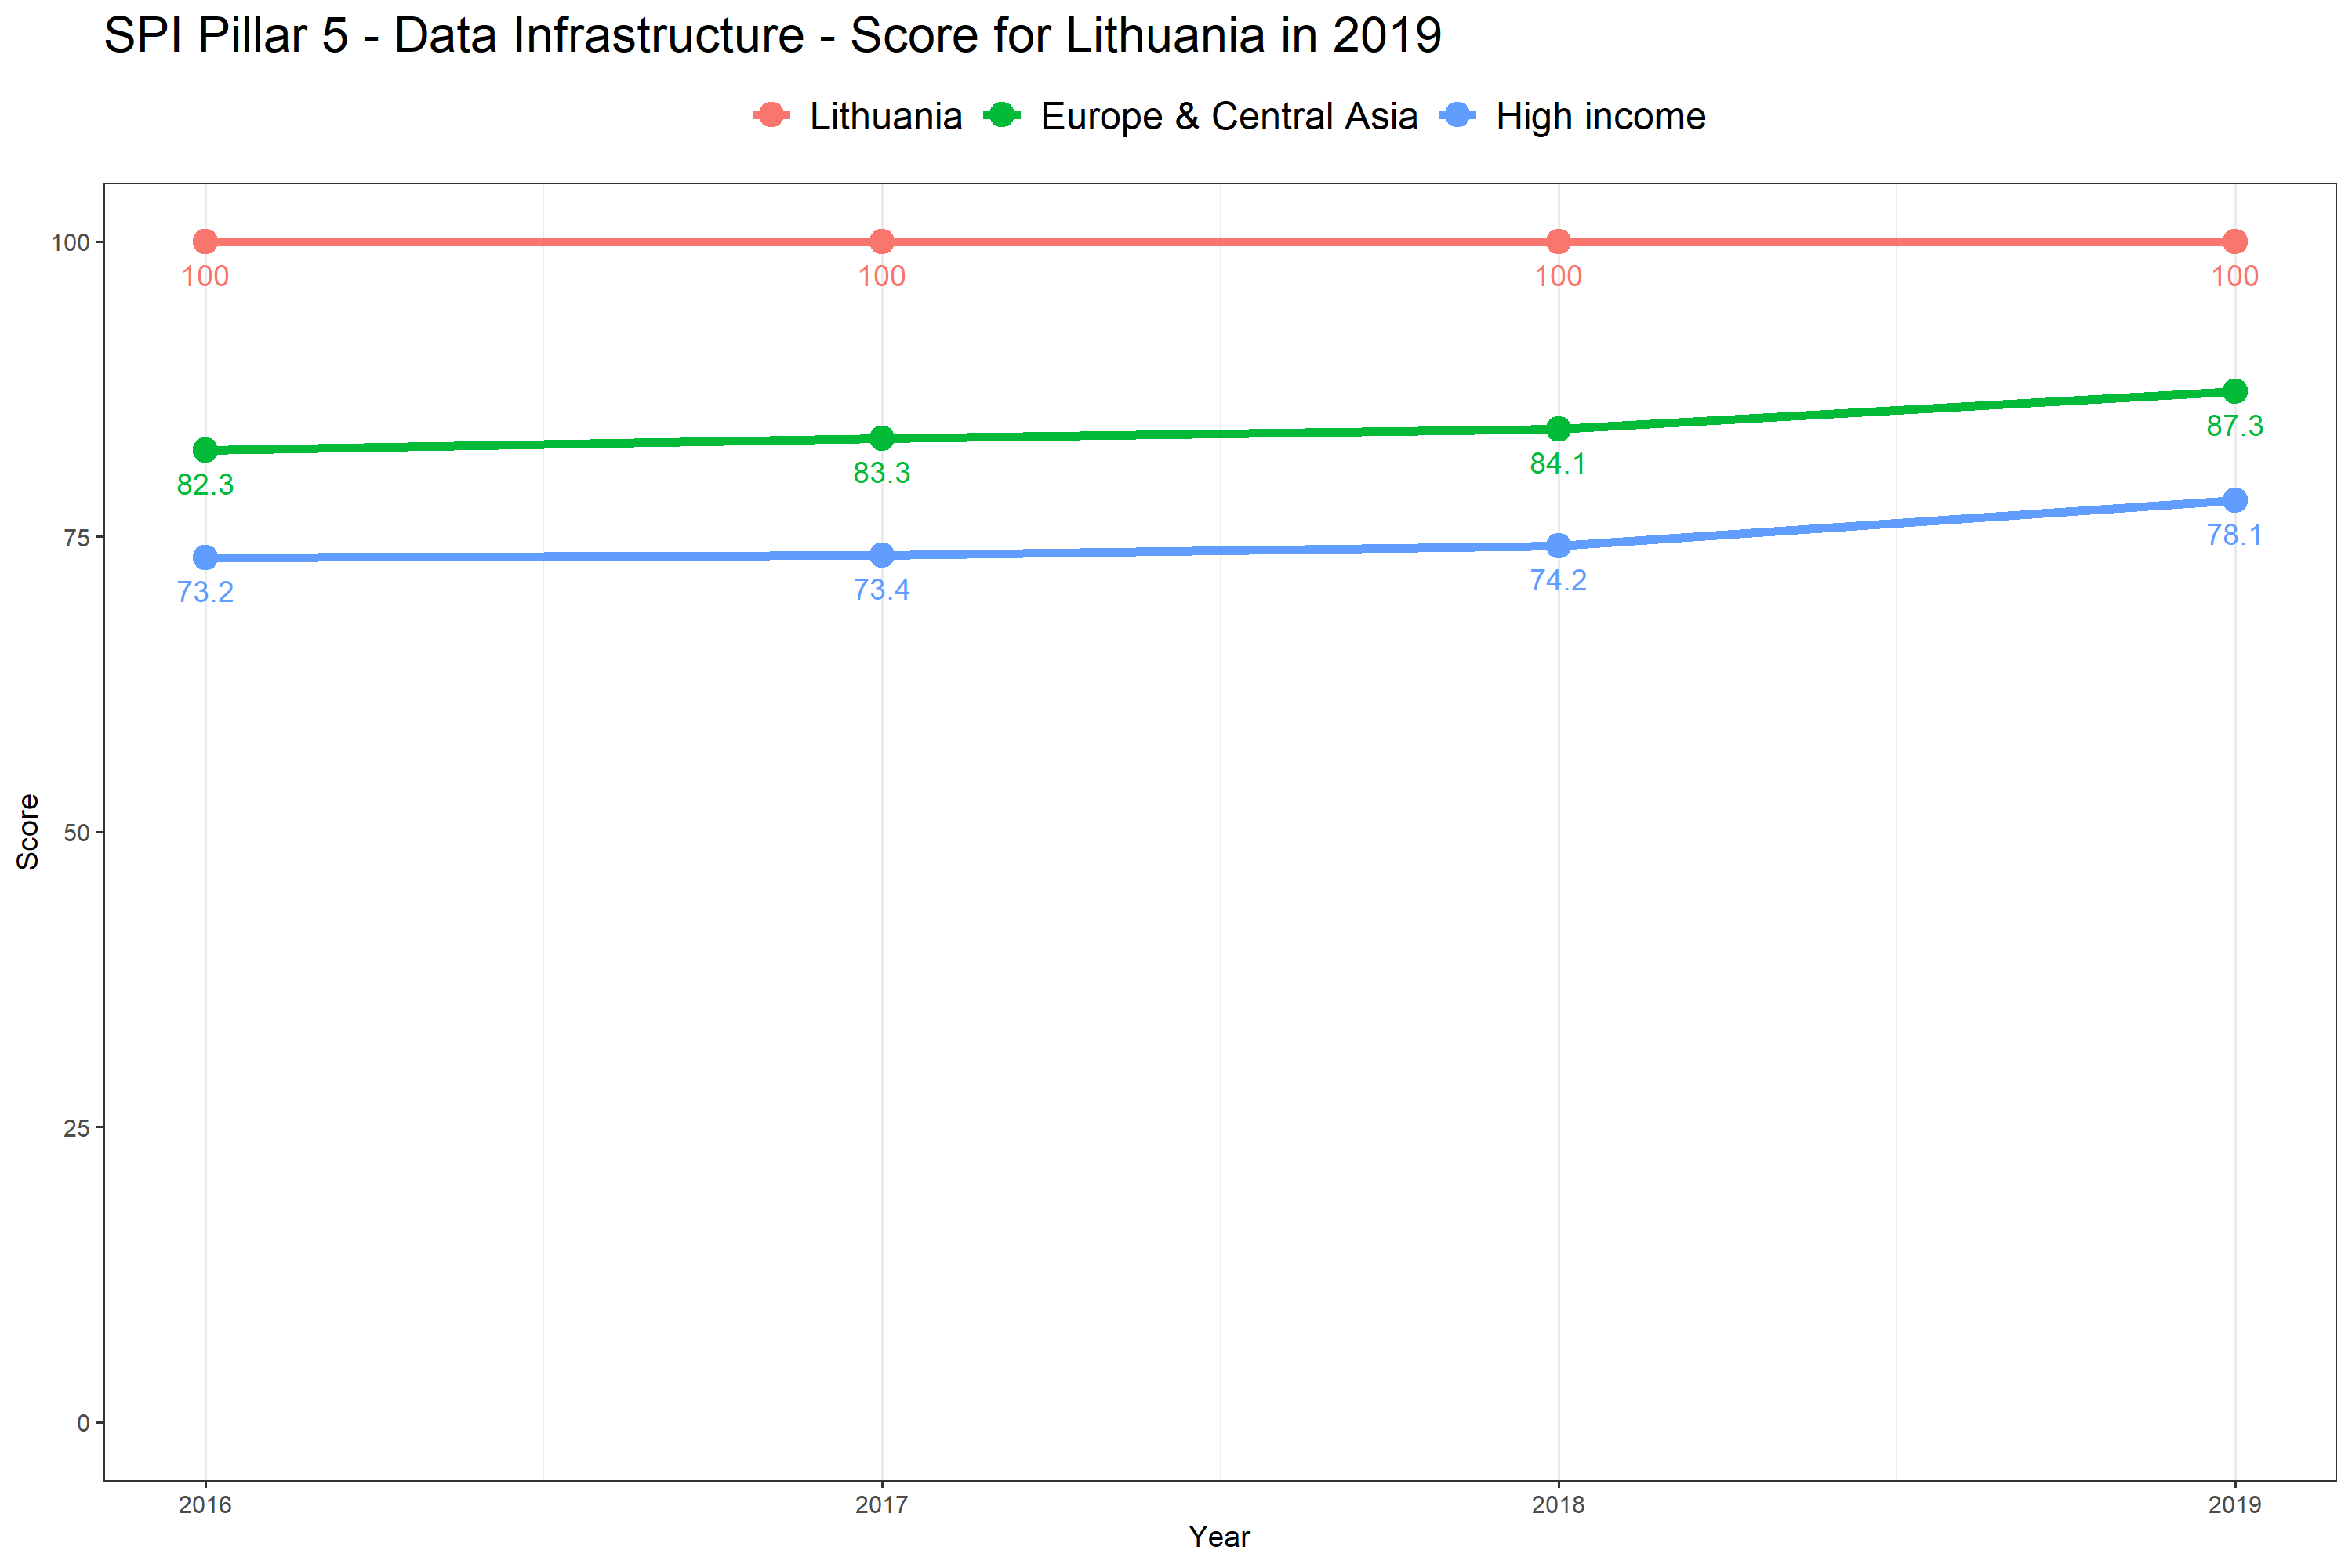 SPI Pillar 5 - Data Infrastructure - Score for Lithuania in 2019
Lithuania Europe & Central Asia High income
100
100 100 100 100
87.3
84.1
83.3
82.3
78.1
75
74.2
73.4
73.2
Score
50
25
0
2016 2017 2018 2019
Year